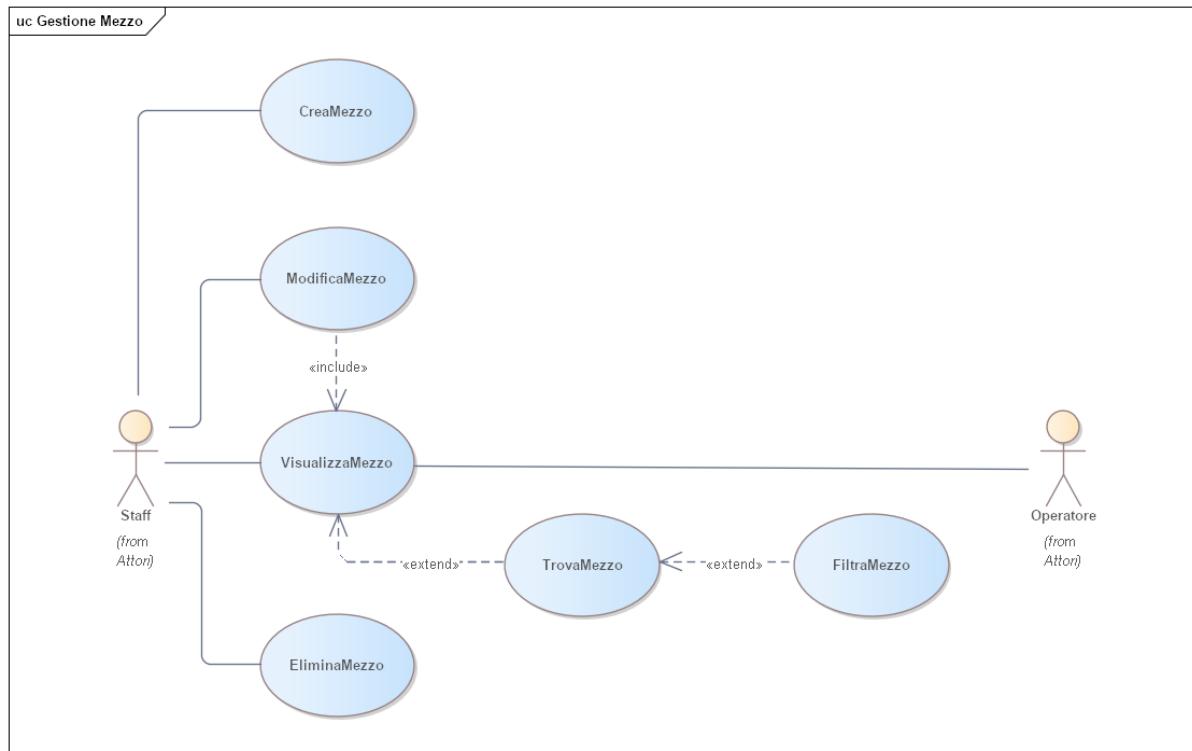 uc Gestione Mezzo
CreaMezzo
ModificaMezzo
«include»
VisualizzaMezzo
Staff
(from
Attori)
Operatore
(from
Attori)
«extend»
TrovaMezzo
«extend»
FiltraMezzo
EliminaMezzo